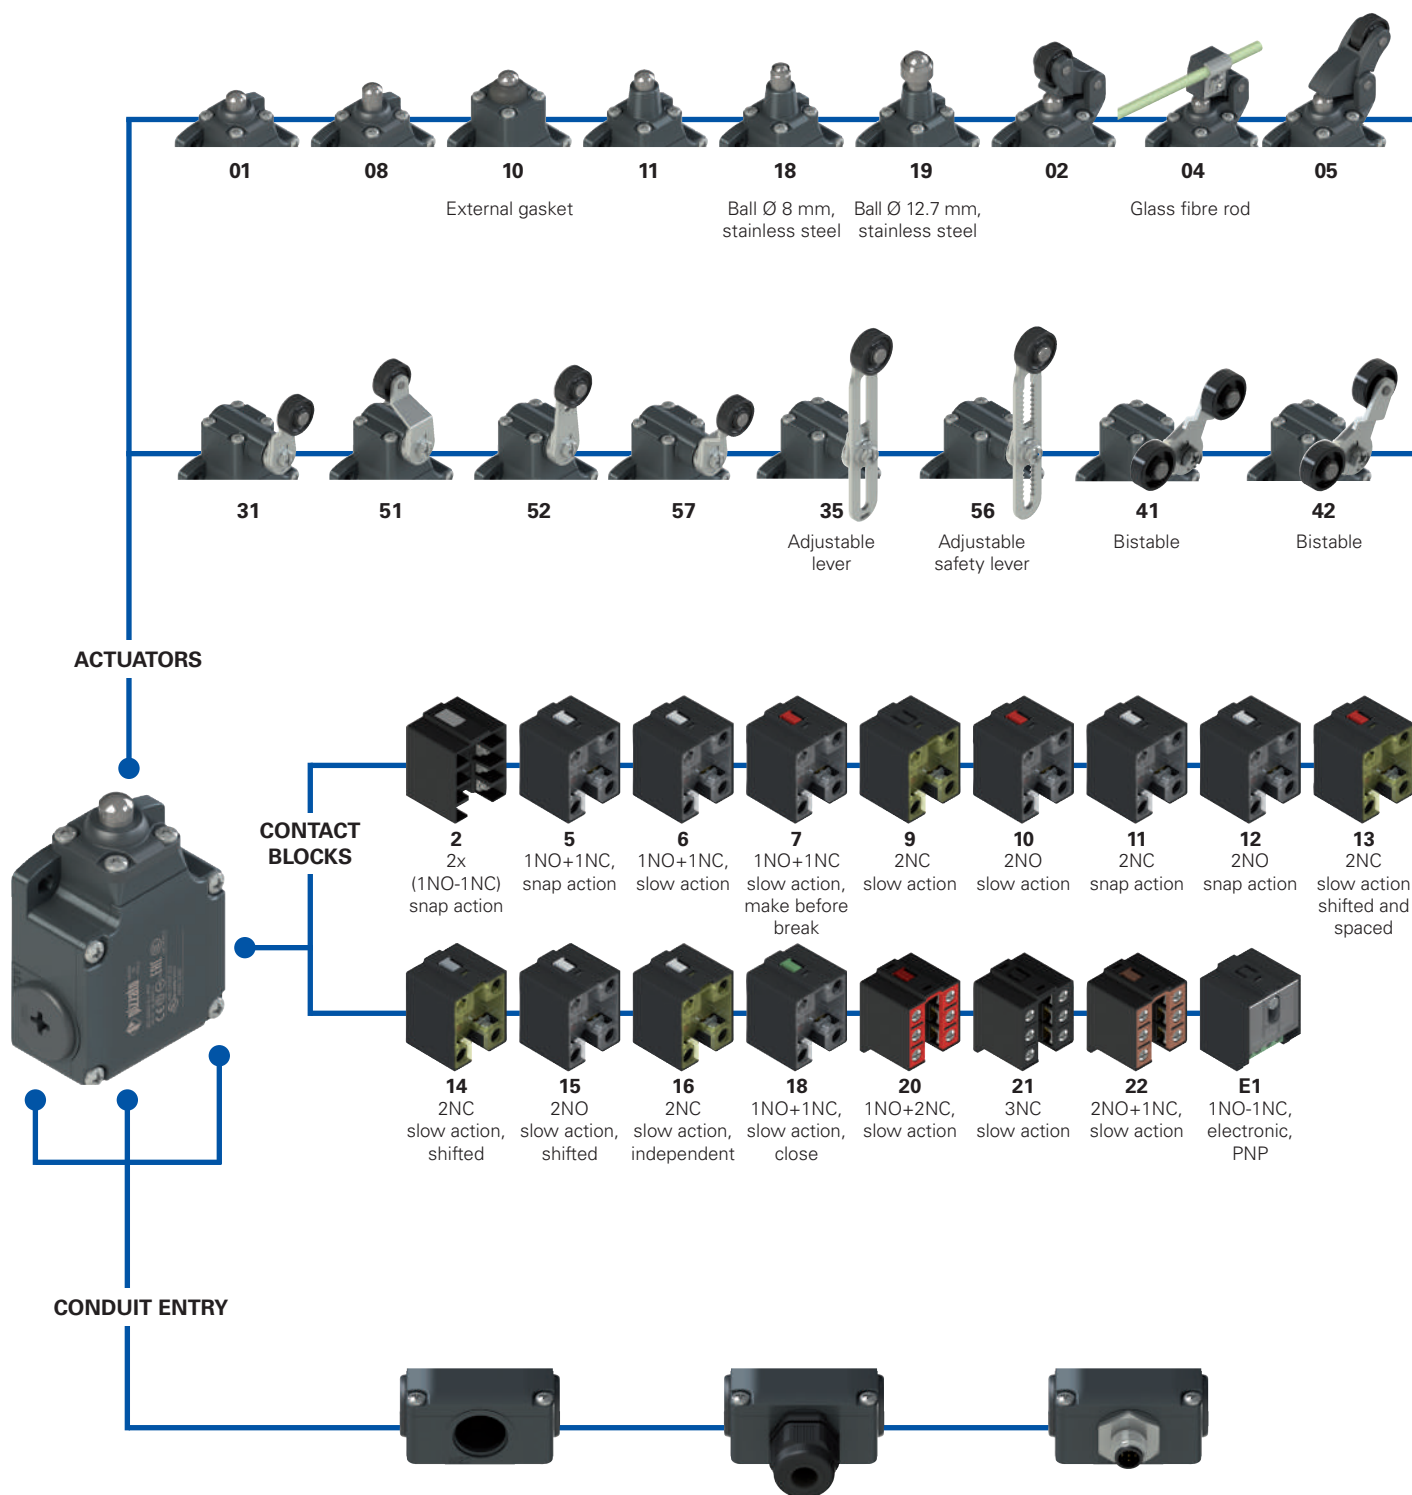 01 08 10 11 18 19 02 04 05
External gasket
Ball Ø 8 mm,
stainless steel
Ball Ø 12.7 mm,
stainless steel
Glass fibre rod
31 51 52 57 35 56 41 42
Adjustable
lever
Adjustable
safety lever
Bistable
Bistable
ACTUATORS
CONTACT
BLOCKS
2
2x
(1NO-1NC)
snap action
5
1NO+1NC,
snap action
6
1NO+1NC,
slow action
7
1NO+1NC
slow action,
make before
break
9
2NC
slow action
10
2NO
slow action
11
2NC
snap action
12
2NO
snap action
13
2NC
slow action
shifted and
spaced
14
2NC
slow action,
shifted
15
2NO
slow action,
shifted
16
2NC
slow action,
independent
18
1NO+1NC,
slow action,
close
20
1NO+2NC,
slow action
21
3NC
slow action
22
2NO+1NC,
slow action
E1
1NO-1NC,
electronic,
PNP
pizzato
CONDUIT ENTRY